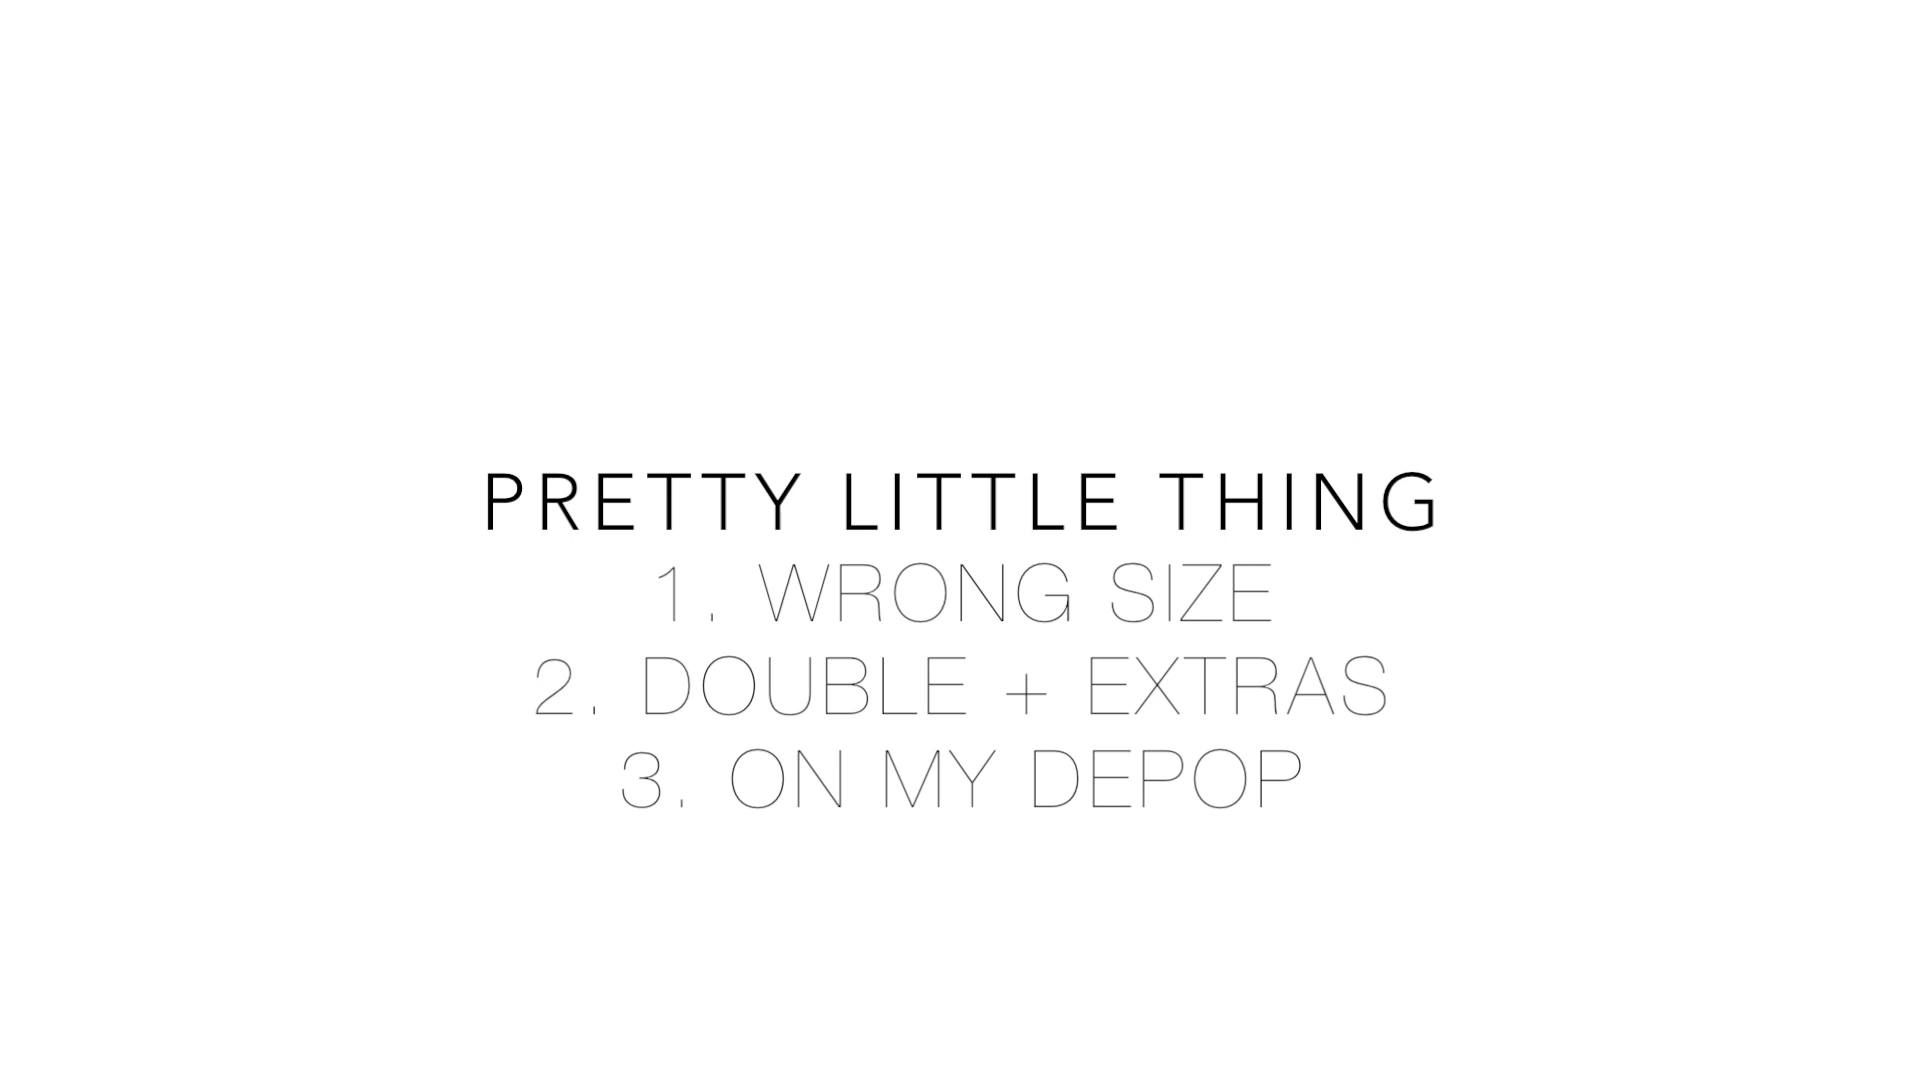 PRETTY LITTLE THING
1. WRONG SIZE
2. DOUBLE + EXTRAS
3. ON MY DEPOP